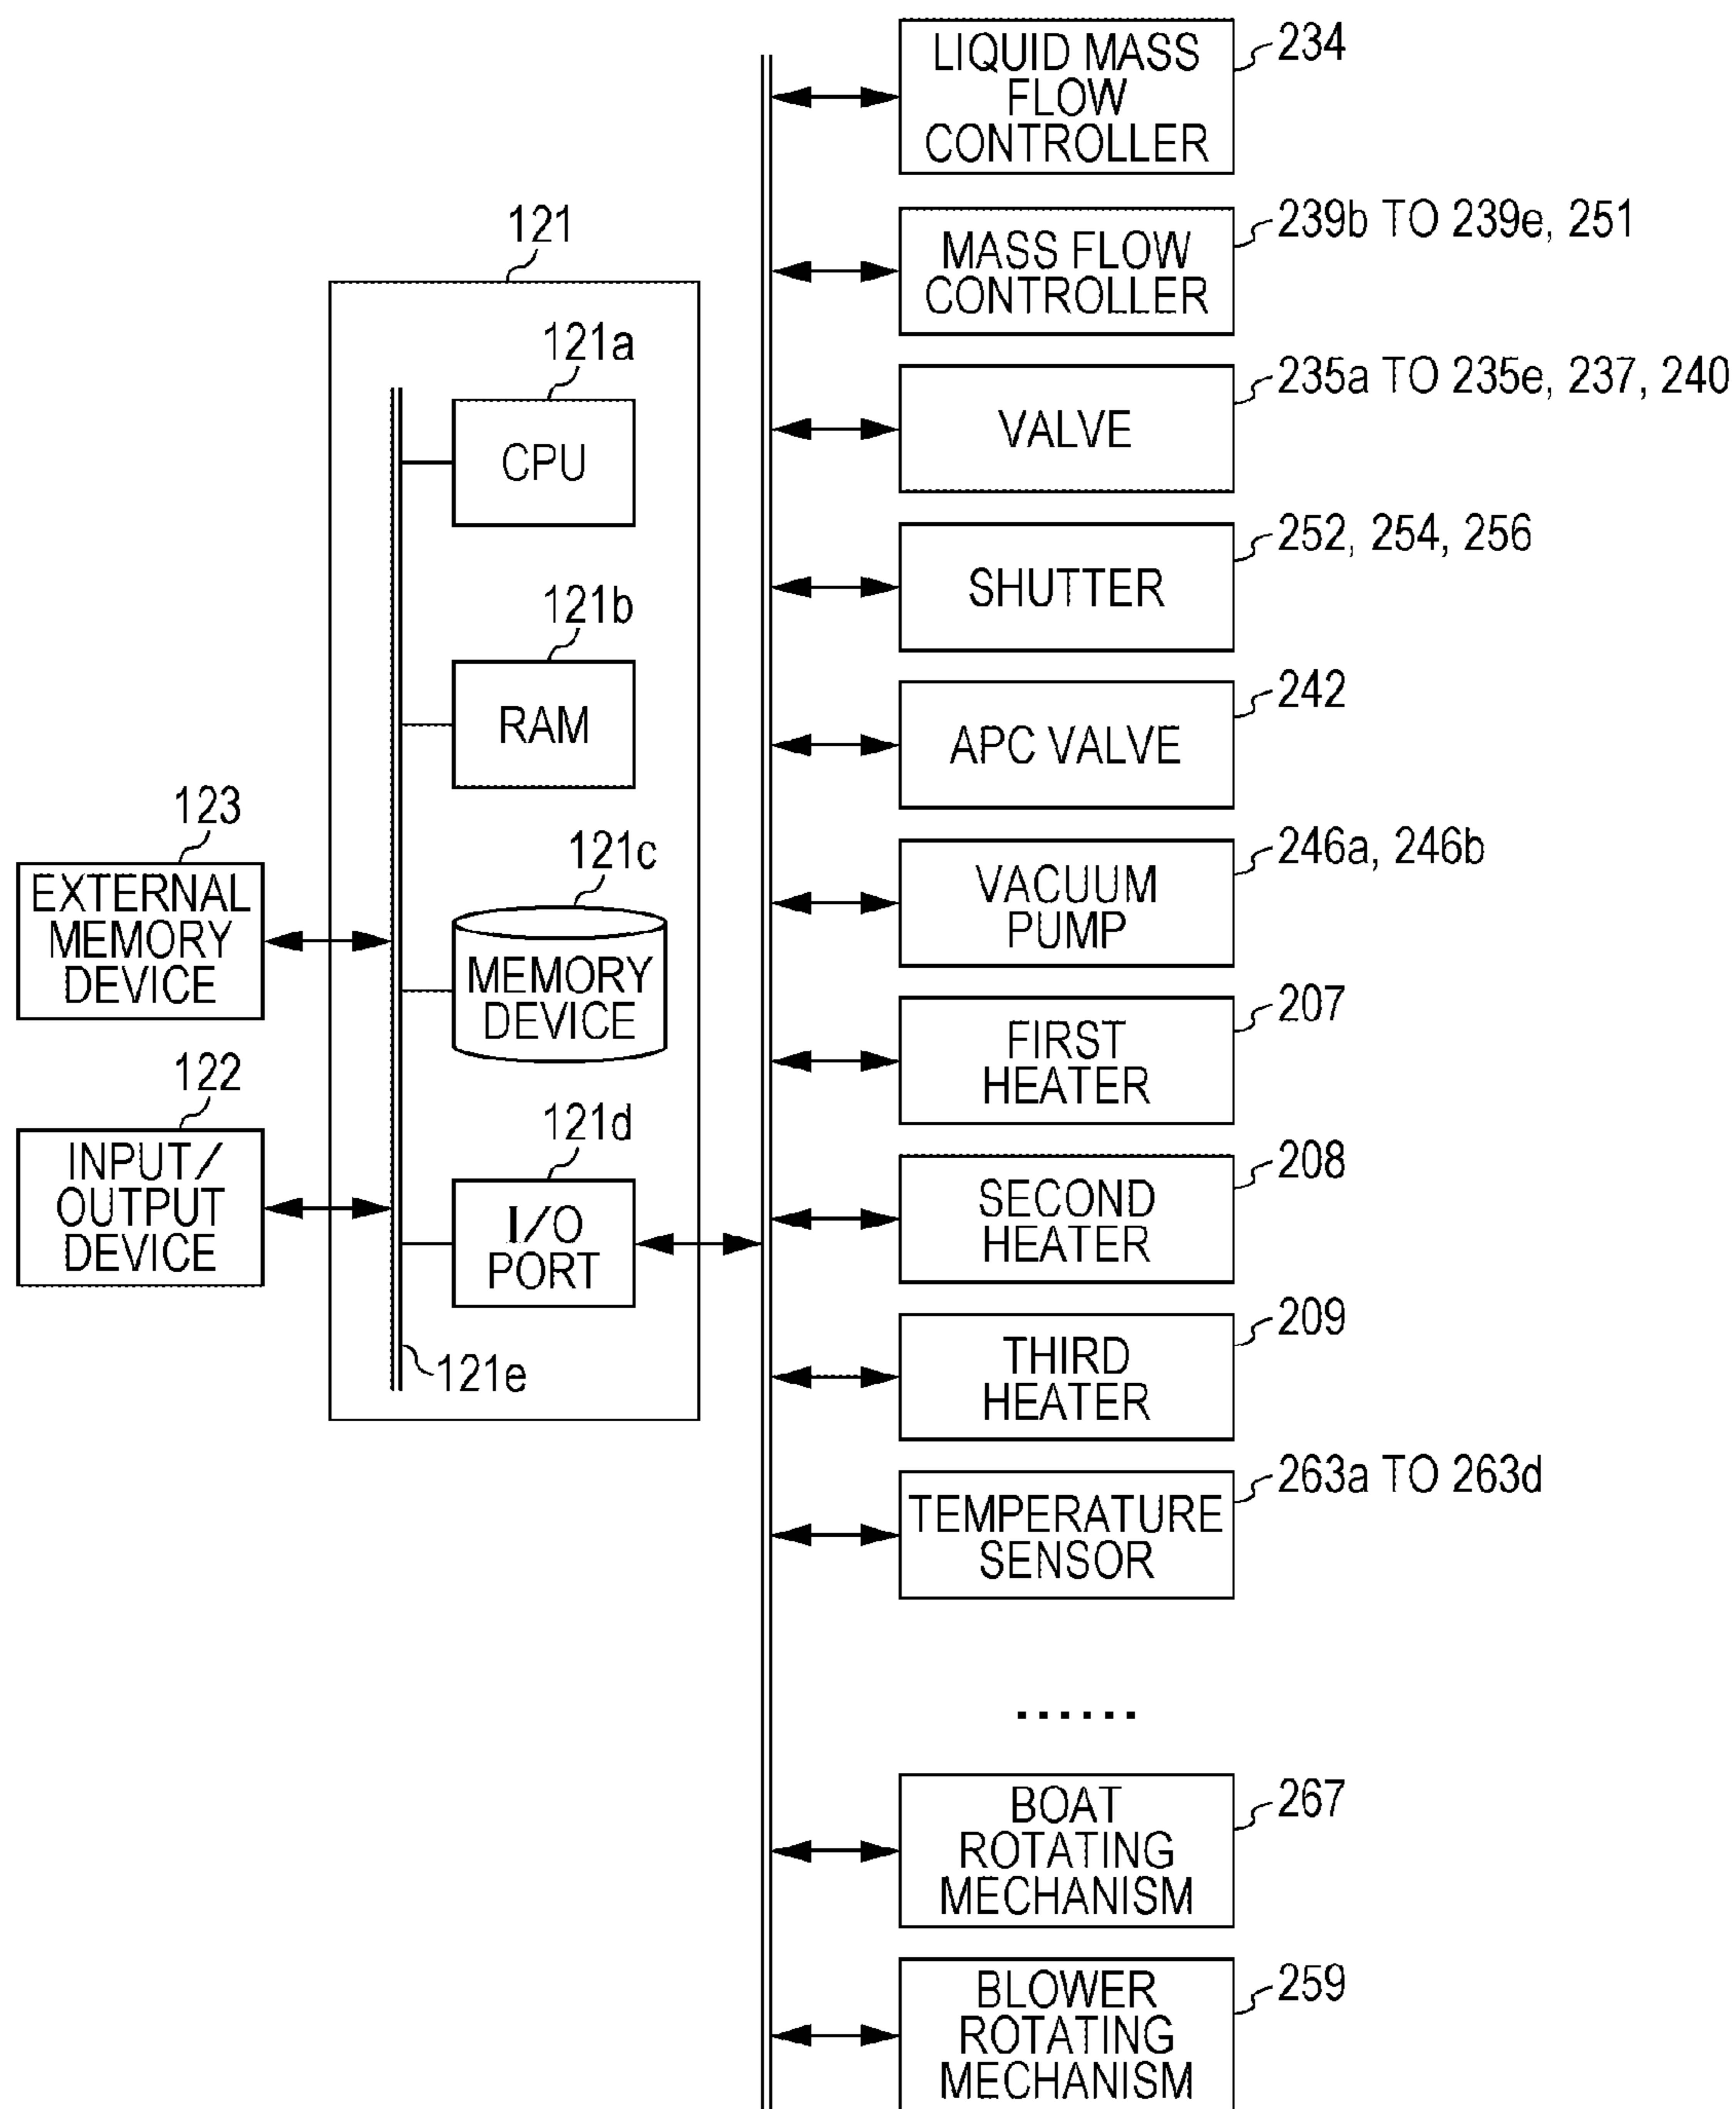 121
121a
CPU
121b
RAM
121c
MEMORY
DEVICE
121d
I/O
PORT
121e
123
EXTERNAL
MEMORY
DEVICE
122
INPUT/
OUTPUT
DEVICE
LIQUID MASS
FLOW
CONTROLLER
234
MASS FLOW
CONTROLLER
239b TO 239e, 251
VALVE
235a TO 235e, 237, 240
SHUTTER
252, 254, 256
APC VALVE
242
VACUUM
PUMP
246a, 246b
FIRST
HEATER
207
SECOND
HEATER
208
THIRD
HEATER
209
TEMPERATURE
SENSOR
263a TO 263d
......
BOAT
ROTATING
MECHANISM
267
BLOWER
ROTATING
MECHANISM
259